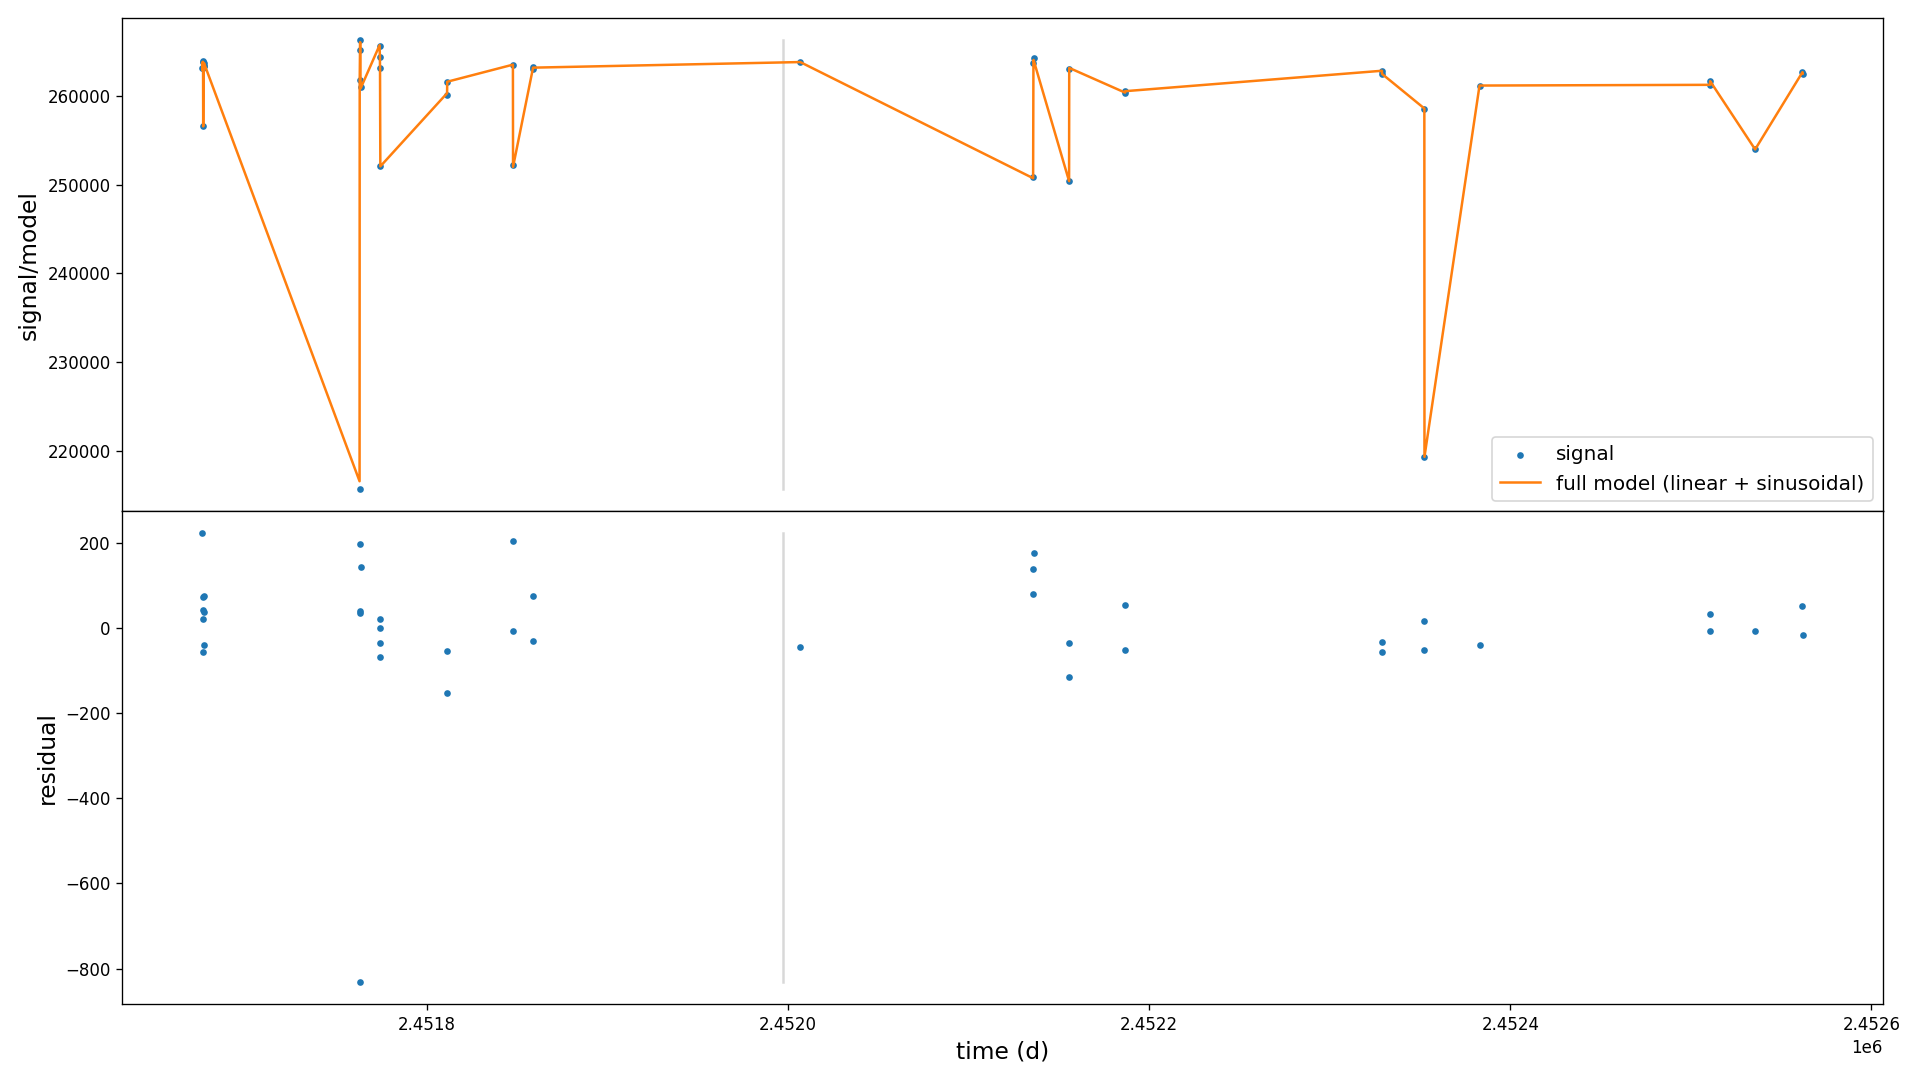 signal/model
260000
250000
240000
230000
220000
signal
full model (linear + sinusoidal)
residual
200
0
−200
−400
−600
−800
2.4518
2.4520
2.4522
2.4524
2.4526
1e6
time (d)